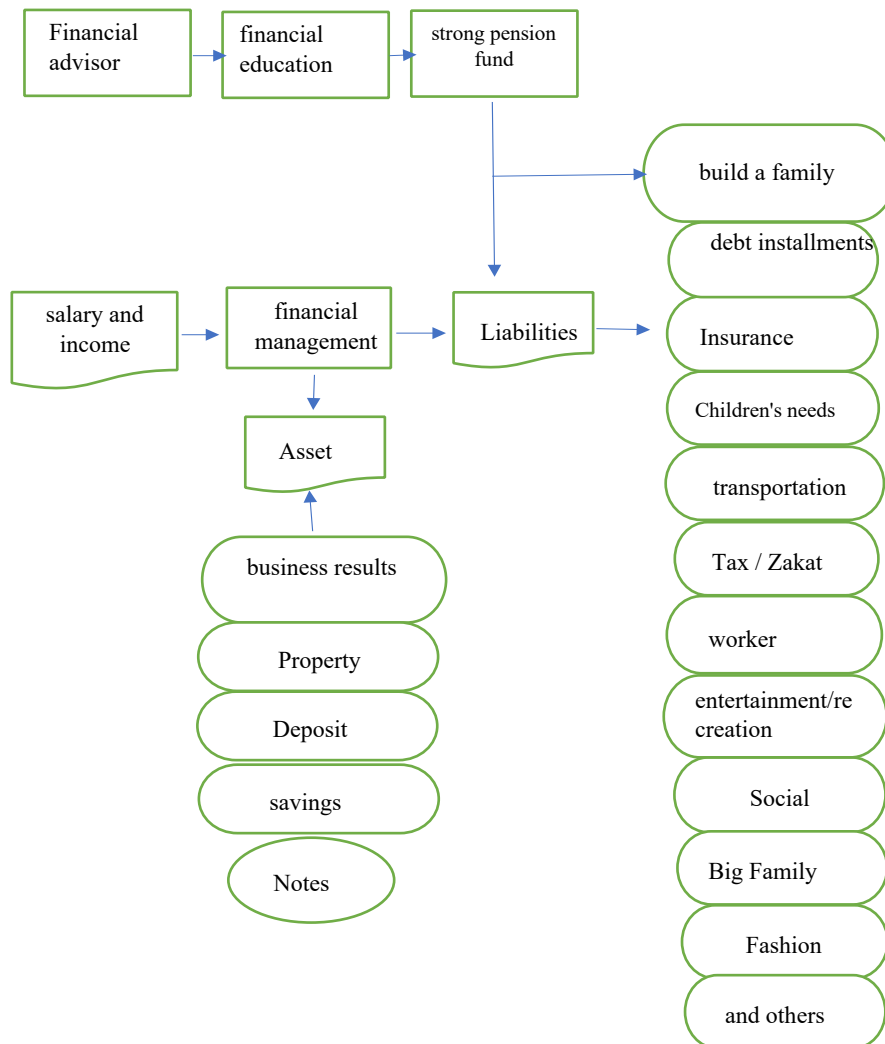 Financial
advisor
financial
education
strong pension
fund
build a family
debt installments
salary and
income
financial
management
Liabilities
Insurance
Children's needs
Asset
transportation
business results
Tax / Zakat
Property
worker
Deposit
entertainment/re
creation
savings
Social
Notes
Big Family
Fashion
and others